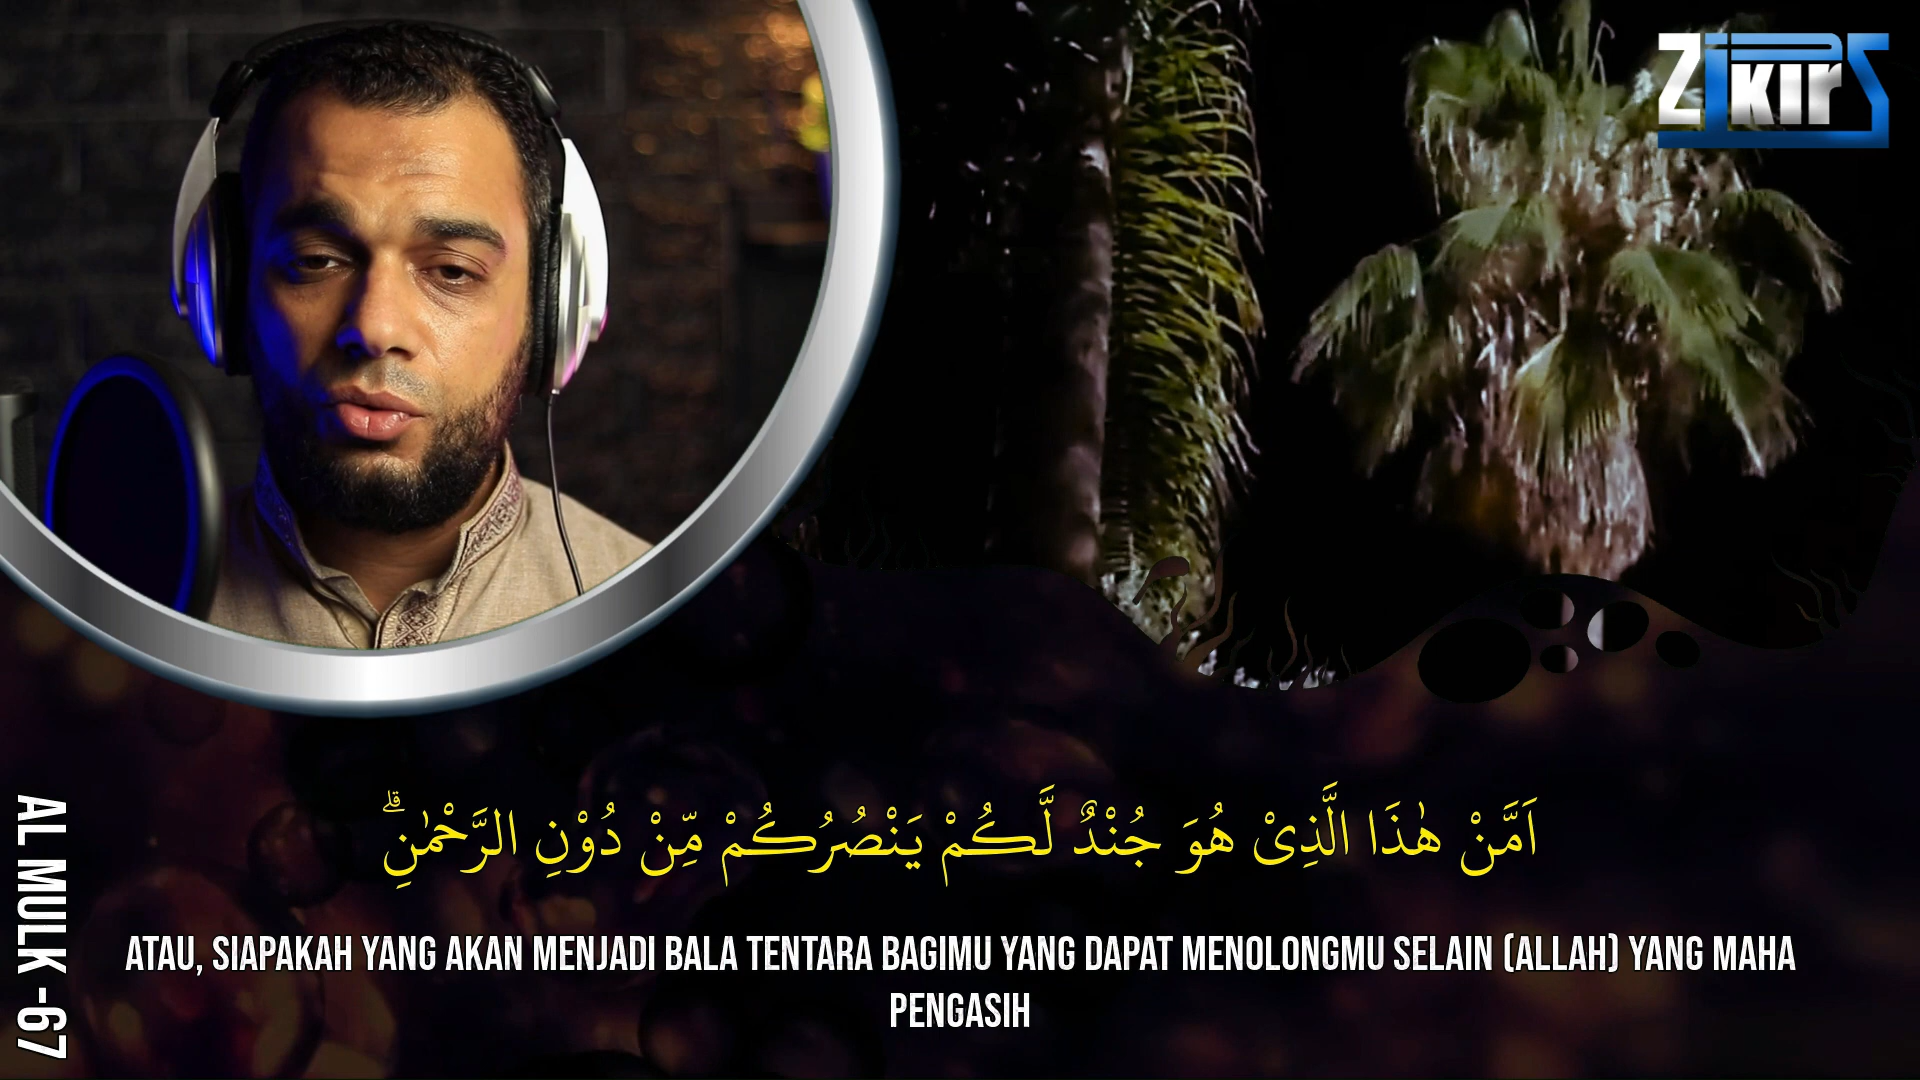 ZikirS
اَمَّنْ هٰذَا الَّذِيْ هُوَ جُنْدٌ لَّكُمْ يَنْصُرُكُمْ مِّنْ دُوْنِ الرَّحْمٰنِۗ
ATAU, SIAPAKAH YANG AKAN MENJADI BALA TENTARA BAGIMU YANG DAPAT MENOLONGMU SELAIN (ALLAH) YANG MAHA
PENGASIH
AL MULK -67